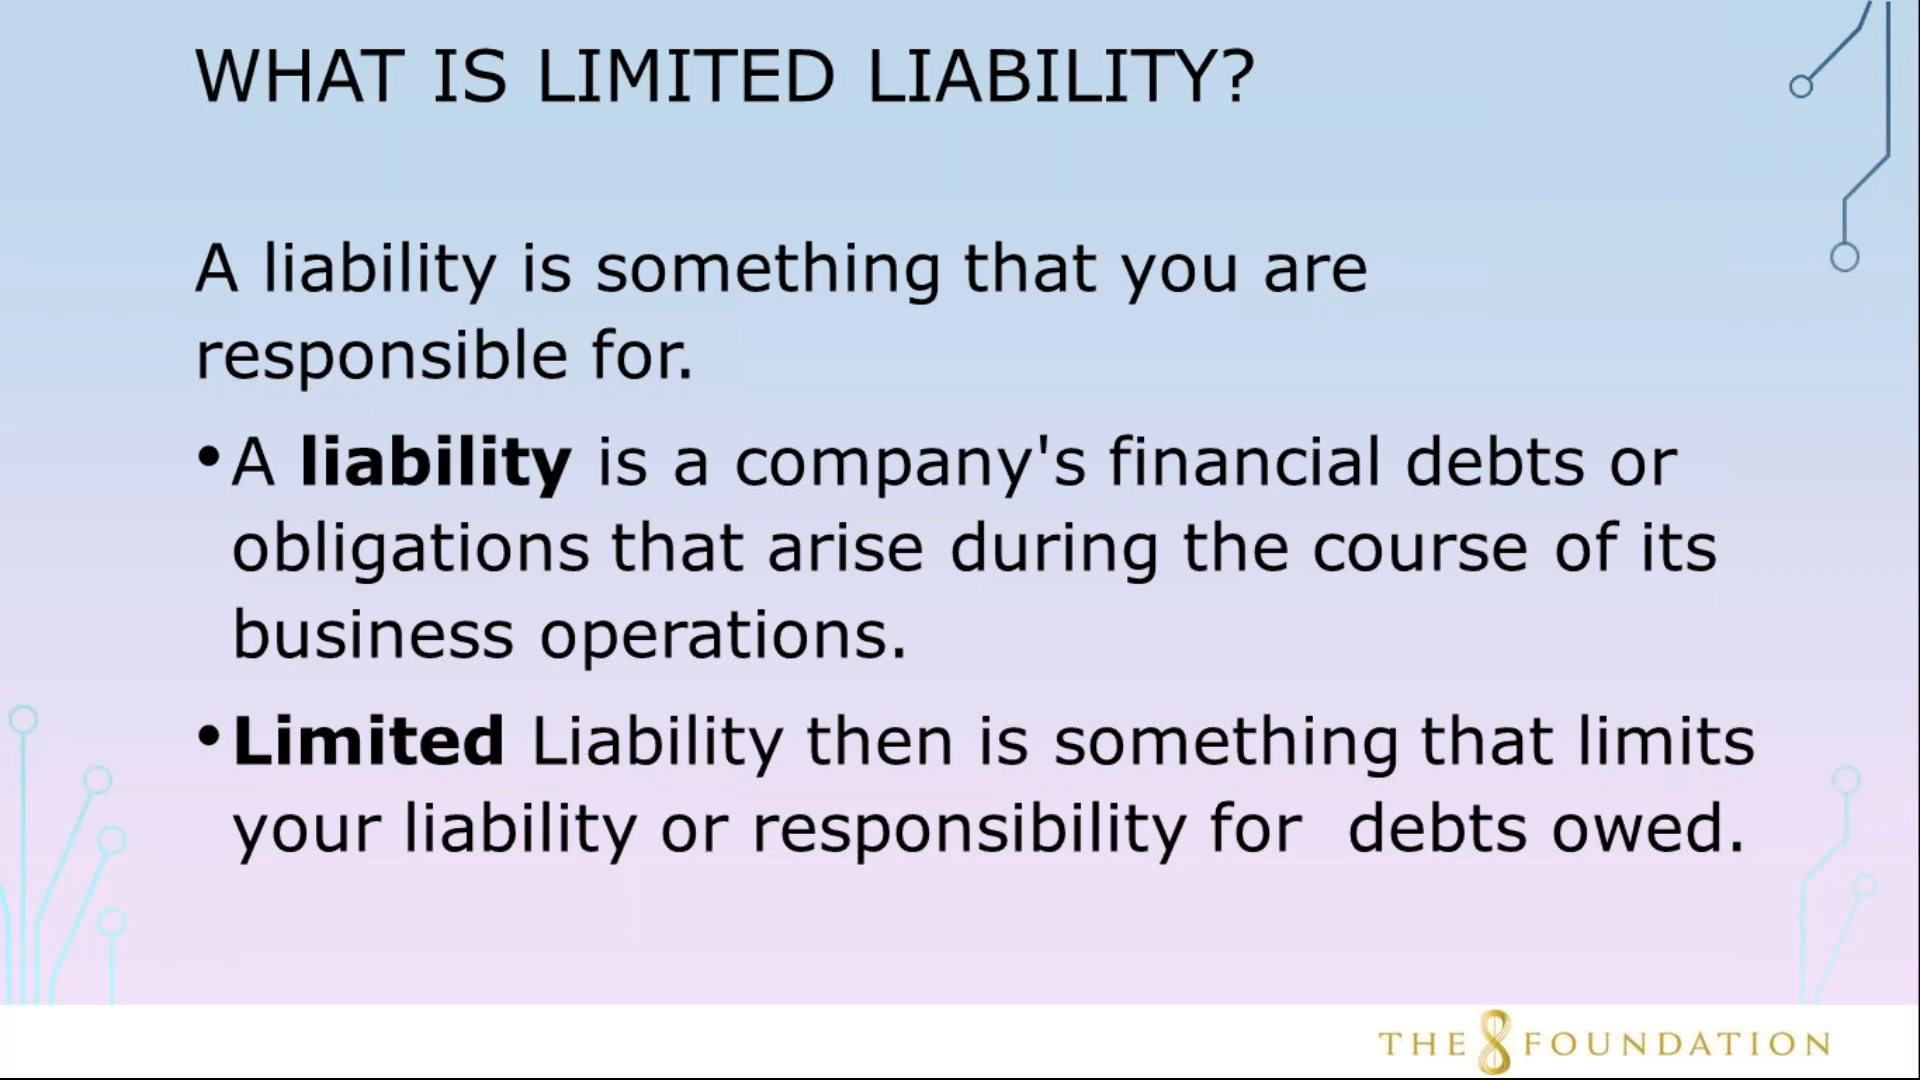 WHAT IS LIMITED LIABILITY?
A liability is something that you are
responsible for.
•A liability is a company's financial debts or
obligations that arise during the course of its
business operations.
•Limited Liability then is something that limits
your liability or responsibility for  debts owed.
THE 8 FOUNDATION